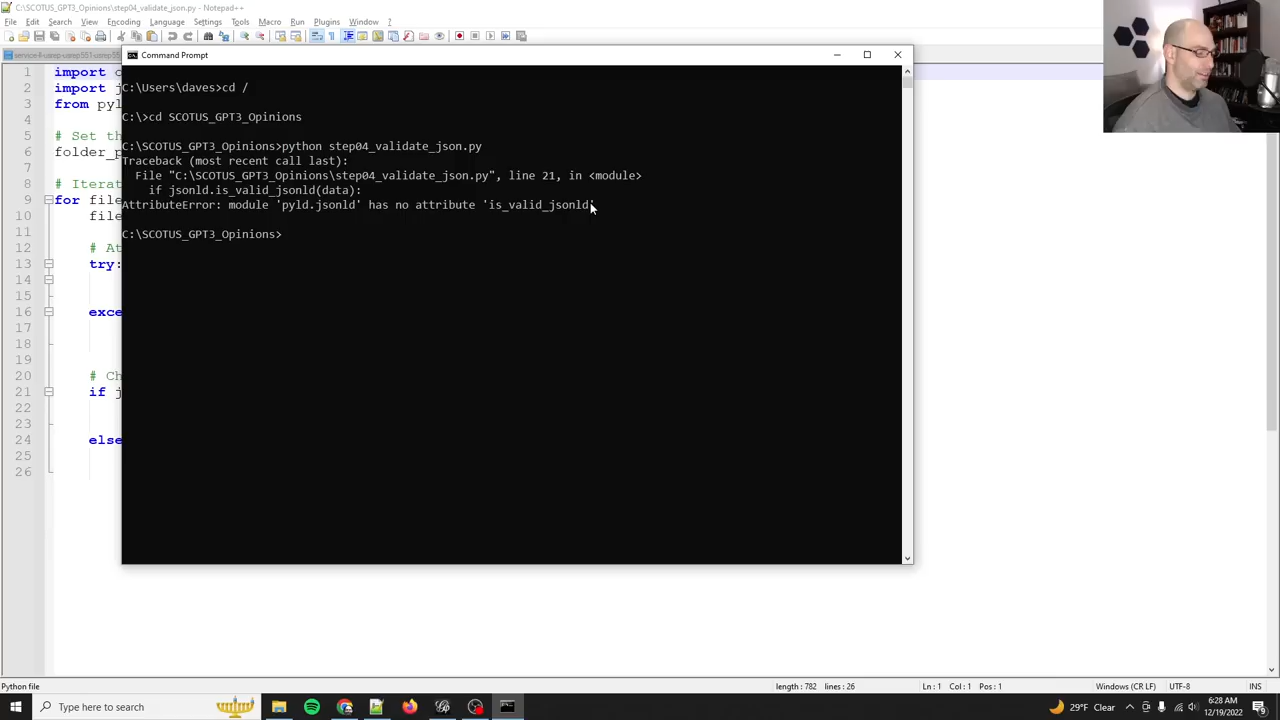 C:\SCOTUS_GPT3_Opinions\step04_validate_json.py - Notepad++
File Edit Search View Encoding Language Settings Tools Macro Run Plugins Window ?
Command Prompt
C:\Users\daves>cd /
C:\>cd SCOTUS_GPT3_Opinions
C:\SCOTUS_GPT3_Opinions>python step04_validate_json.py
Traceback (most recent call last):
File "C:\SCOTUS_GPT3_Opinions\step04_validate_json.py", line 21, in <module>
if jsonld.is_valid_jsonld(data):
AttributeError: module 'pyld.jsonld' has no attribute 'is_valid_jsonld'
C:\SCOTUS_GPT3_Opinions>
1 import
2 import j
3 from pyl
4
5 # Set th
6 folder_p
7
8 # Iterat
9 for file
10 file
11
12 # At
13 try:
14
15
16 exce
17
18
19
20 # Ch
21 if j
22
23
24 else
25
26
Python file
length : 782 lines : 26
Ln : 1 Col : 1 Pos : 1
Windows (CR LF)
UTF-8
INS
Type here to search
29°F Clear
6:28 AM
12/19/2022